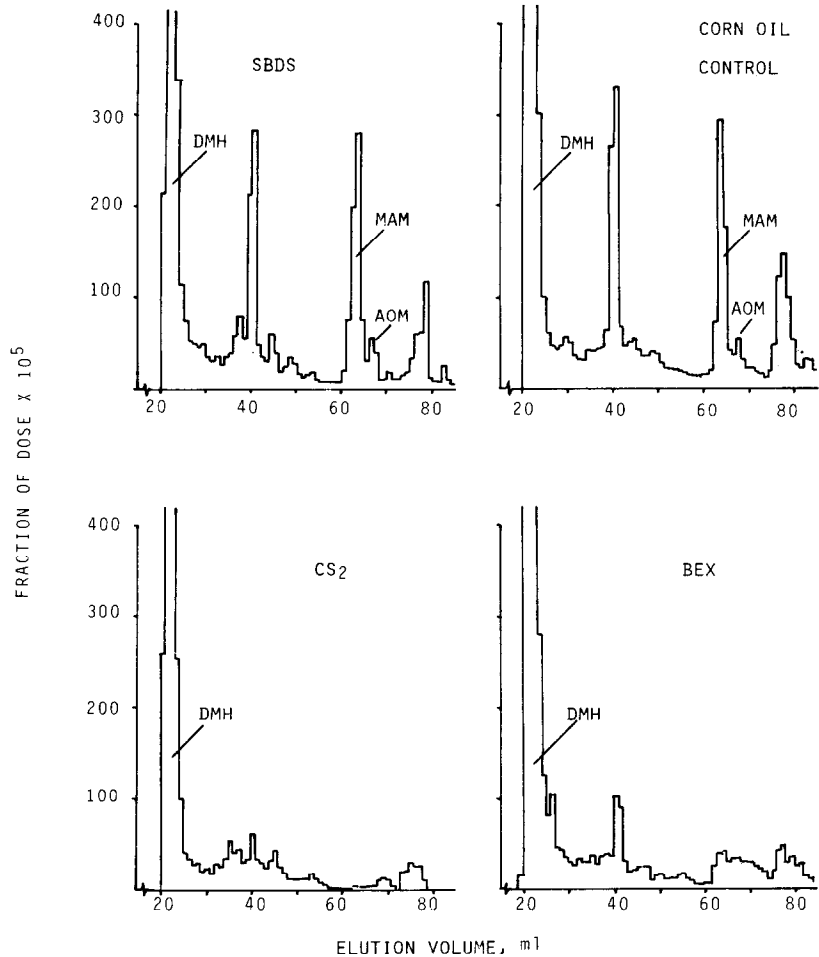 FRACTION OF DOSE X 10⁵
400
300
200
100
SBDS
DMH
MAM
AOM
20 40 60 80
CORN OIL
CONTROL
DMH
MAM
AOM
20 40 60 80
400
300
200
100
CS₂
DMH
20 40 60 80
BEX
DMH
20 40 60 80
ELUTION VOLUME, ml